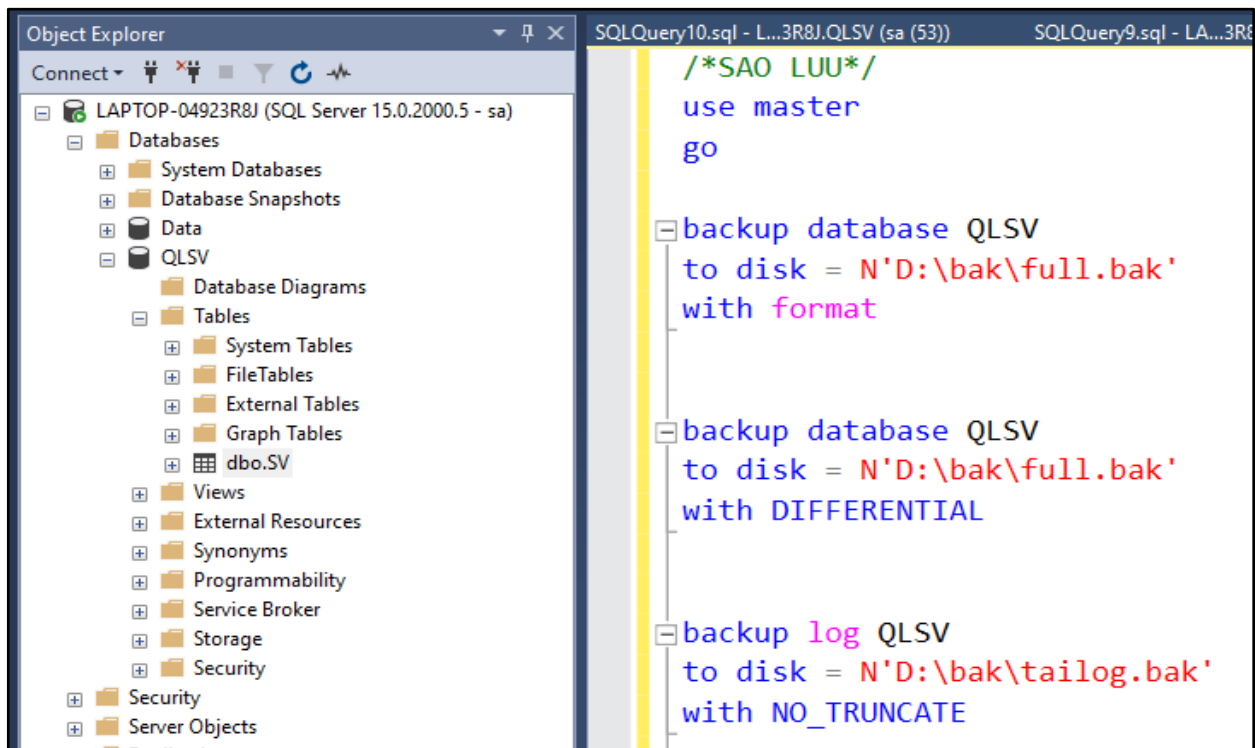 Object Explorer
Connect
LAPTOP-04923R8J (SQL Server 15.0.2000.5 - sa)
Databases
System Databases
Database Snapshots
Data
QLSV
Database Diagrams
Tables
System Tables
FileTables
External Tables
Graph Tables
dbo.SV
Views
External Resources
Synonyms
Programmability
Service Broker
Storage
Security
Security
Server Objects
SQLQuery10.sql - L...3R8J.QLSV (sa (53))
SQLQuery9.sql - LA...3R8
/*SAO LUU*/
use master
go
backup database QLSV
to disk = N'D:\bak\full.bak'
with format
backup database QLSV
to disk = N'D:\bak\full.bak'
with DIFFERENTIAL
backup log QLSV
to disk = N'D:\bak\tailog.bak'
with NO_TRUNCATE